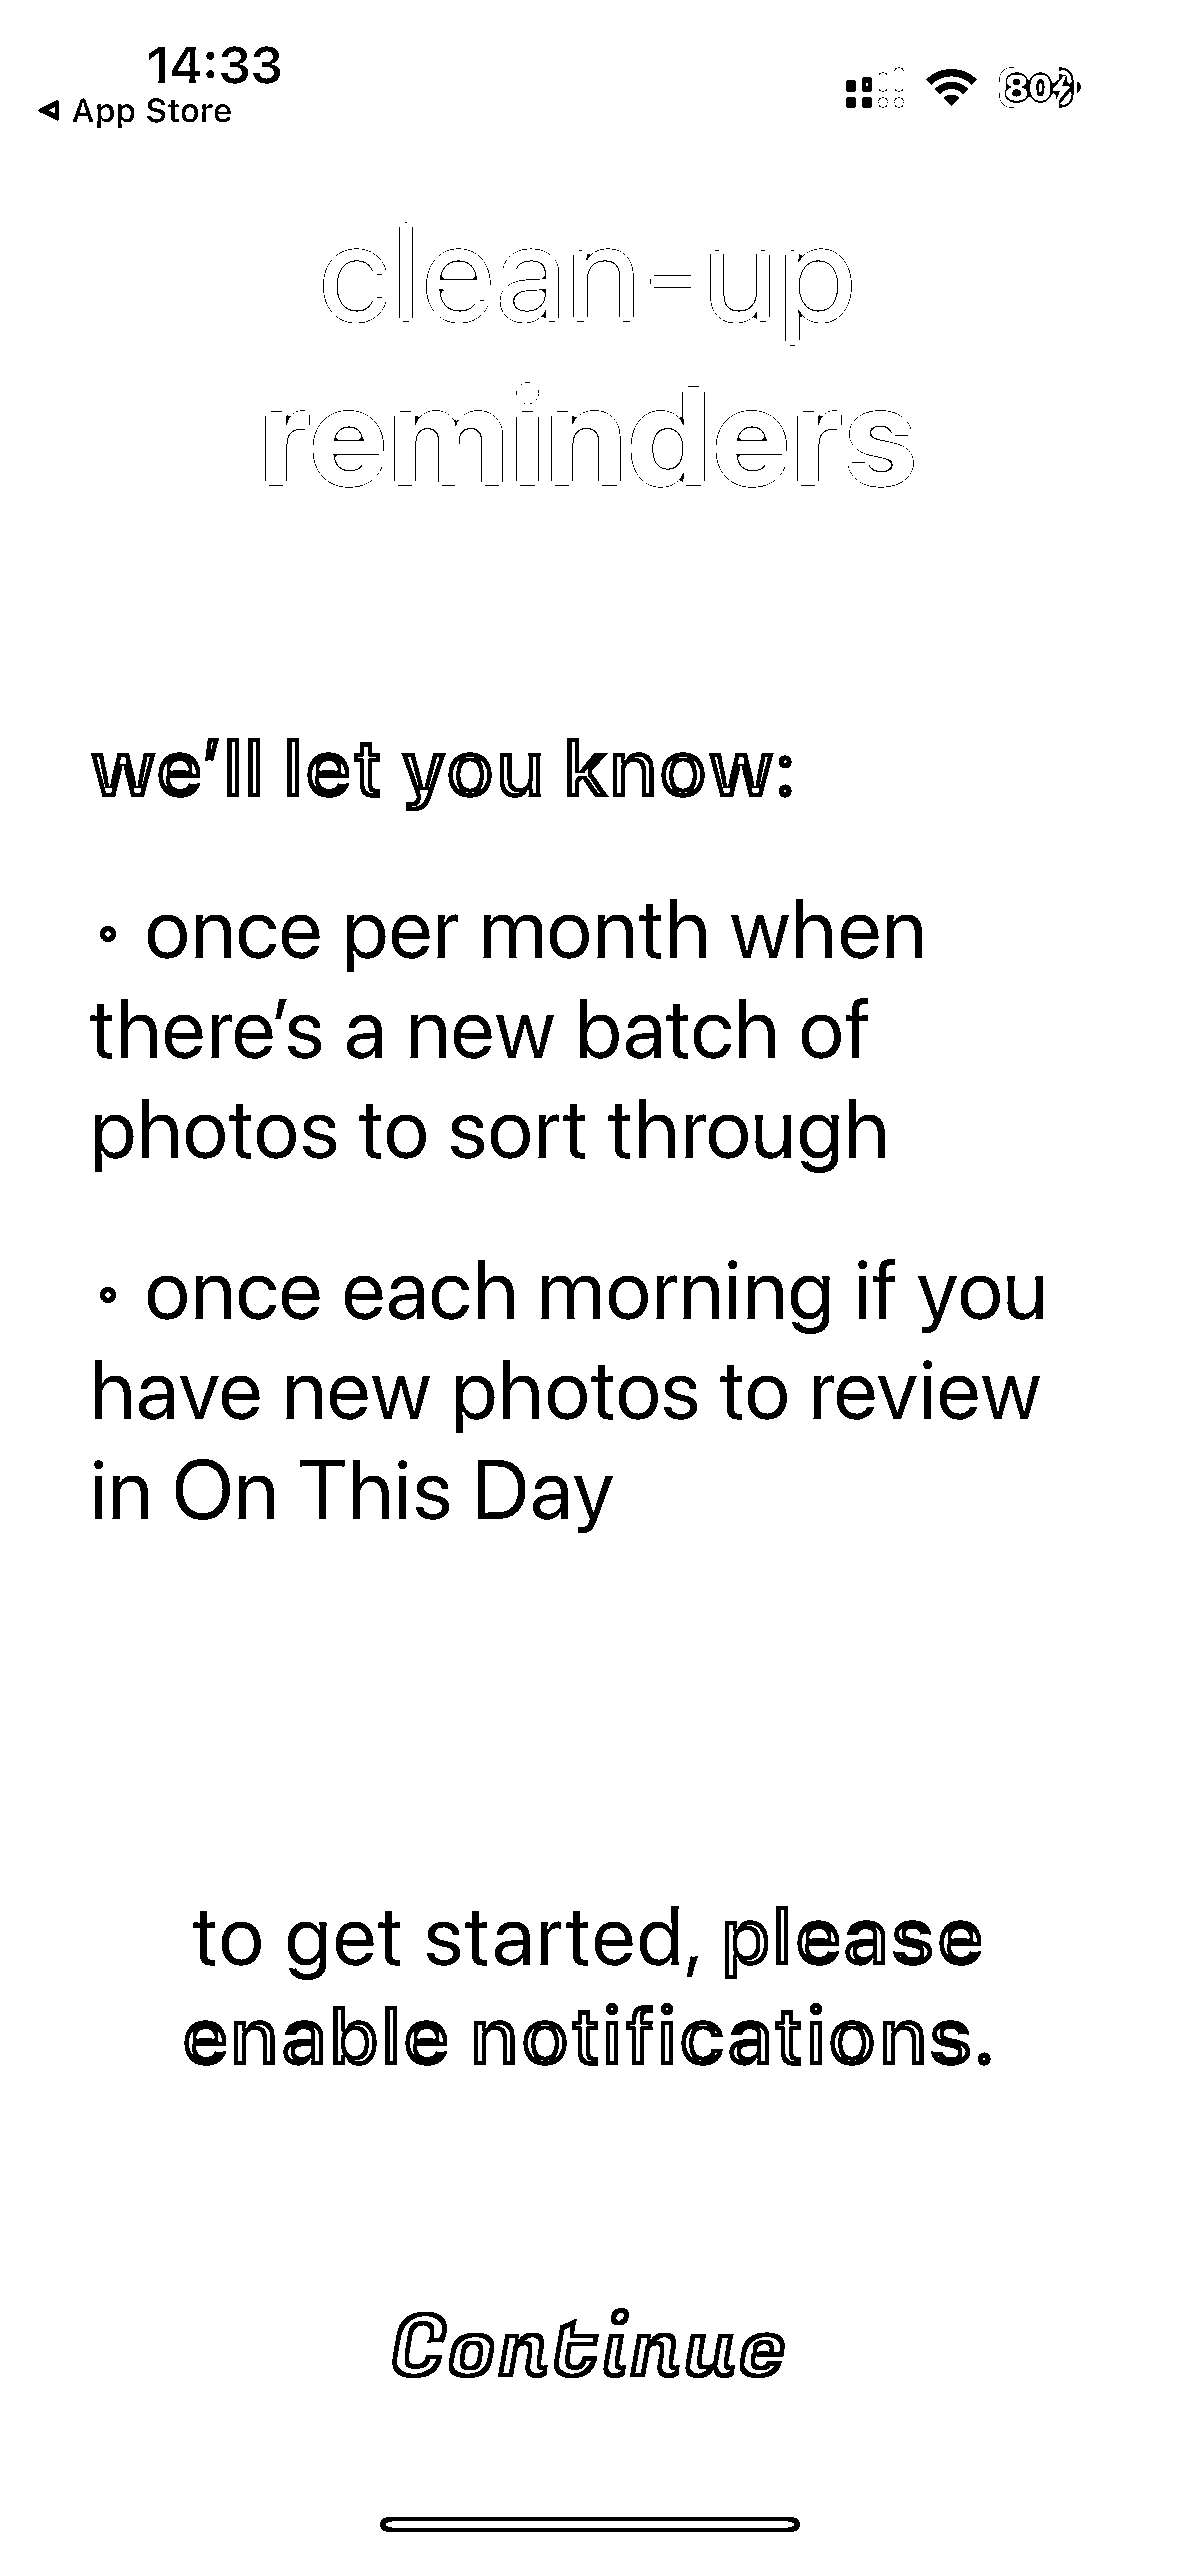 14:33
App Store
80
clean-up
reminders
we’ll let you know:
• once per month when
there’s a new batch of
photos to sort through
• once each morning if you
have new photos to review
in On This Day
to get started, please
enable notifications.
Continue